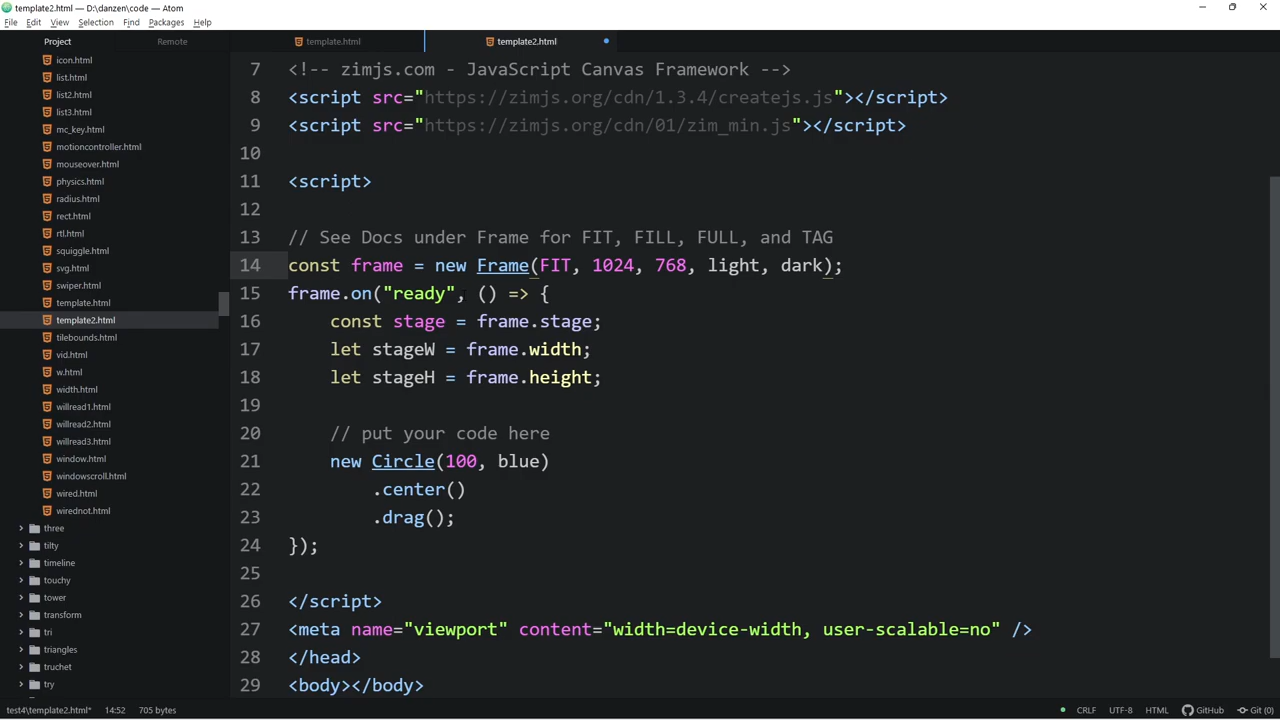 template2.html — D:\danzen\code — Atom
File Edit View Selection Find Packages Help
Project Remote
template.html
template2.html
icon.html
list.html
list2.html
list3.html
mc_key.html
motioncontroller.html
mouseover.html
physics.html
radius.html
rect.html
rtl.html
squiggle.html
svg.html
swiper.html
template.html
template2.html
tilebounds.html
vid.html
w.html
width.html
willread1.html
willread2.html
willread3.html
window.html
windowscroll.html
wired.html
wirednot.html
three
tilty
timeline
touchy
tower
transform
tri
triangles
truchet
try
7 <!-- zimjs.com - JavaScript Canvas Framework -->
8 <script src="https://zimjs.org/cdn/1.3.4/createjs.js"></script>
9 <script src="https://zimjs.org/cdn/01/zim_min.js"></script>
10
11 <script>
12
13 // See Docs under Frame for FIT, FILL, FULL, and TAG
14 const frame = new Frame(FIT, 1024, 768, light, dark);
15 frame.on("ready", () => {
16 const stage = frame.stage;
17 let stageW = frame.width;
18 let stageH = frame.height;
19
20 // put your code here
21 new Circle(100, blue)
22 .center()
23 .drag();
24 });
25
26 </script>
27 <meta name="viewport" content="width=device-width, user-scalable=no" />
28 </head>
29 <body></body>
test4\template2.html* 14:52 705 bytes CRLF UTF-8 HTML GitHub Git (0)